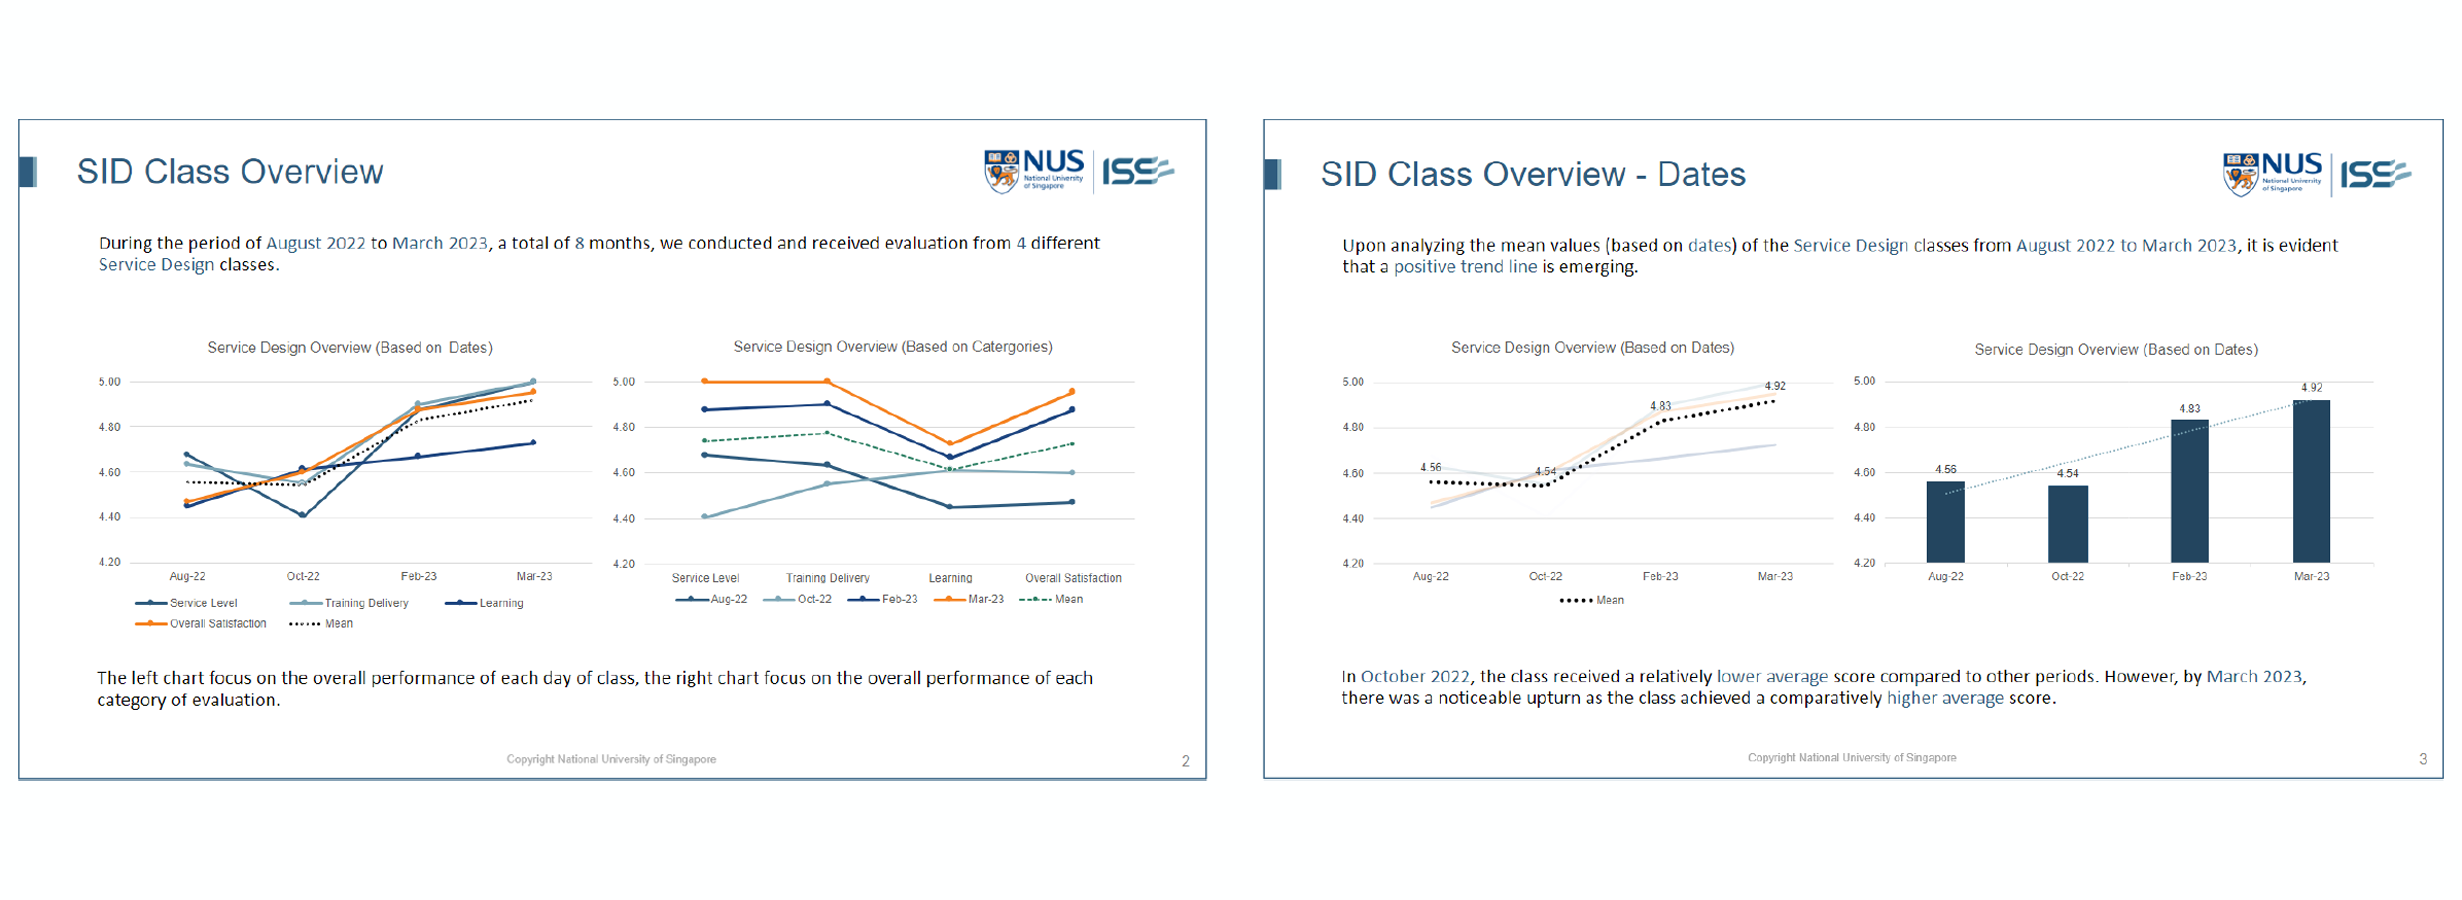 SID Class Overview
NUS
National University
of Singapore
ISS
During the period of August 2022 to March 2023, a total of 8 months, we conducted and received evaluation from 4 different
Service Design classes.
Service Design Overview (Based on Dates)
5.00
4.80
4.60
4.40
4.20
Aug-22 Oct-22 Feb-23 Mar-23
Service Level Training Delivery Learning
Overall Satisfaction Mean
Service Design Overview (Based on Catergories)
5.00
4.80
4.60
4.40
4.20
Service Level Training Delivery Learning Overall Satisfaction
Aug-22 Oct-22 Feb-23 Mar-23 Mean
The left chart focus on the overall performance of each day of class, the right chart focus on the overall performance of each
category of evaluation.
Copyright National University of Singapore
2
SID Class Overview - Dates
NUS
National University
of Singapore
ISS
Upon analyzing the mean values (based on dates) of the Service Design classes from August 2022 to March 2023, it is evident
that a positive trend line is emerging.
Service Design Overview (Based on Dates)
5.00
4.80
4.60
4.40
4.20
4.56 4.54 4.83 4.92
Aug-22 Oct-22 Feb-23 Mar-23
Mean
Service Design Overview (Based on Dates)
5.00
4.80
4.60
4.40
4.20
4.56 4.54 4.83 4.92
Aug-22 Oct-22 Feb-23 Mar-23
In October 2022, the class received a relatively lower average score compared to other periods. However, by March 2023,
there was a noticeable upturn as the class achieved a comparatively higher average score.
Copyright National University of Singapore
3